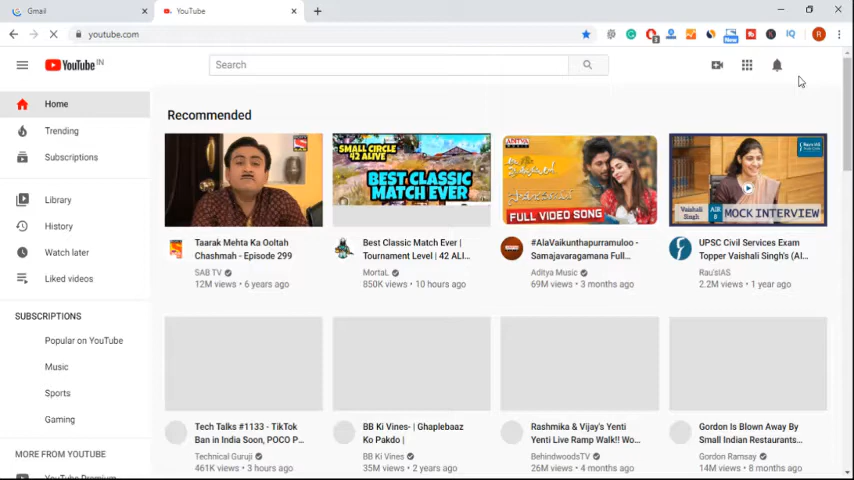 Gmail
YouTube
youtube.com
YouTube IN
Search
Home
Trending
Subscriptions
Library
History
Watch later
Liked videos
SUBSCRIPTIONS
Popular on YouTube
Music
Sports
Gaming
MORE FROM YOUTUBE
YouTube Premium
Recommended
SAB
Taarak Mehta Ka Ooltah
Chashmah - Episode 299
SAB TV
12M views • 6 years ago
SMALL CIRCLE
42 ALIVE
BEST CLASSIC
MATCH EVER
Best Classic Match Ever |
Tournament Level | 42 ALI...
MortaL
850K views • 10 hours ago
ADITYA
MUSIC
FULL VIDEO SONG
#AlaVaikunthapurramuloo -
Samajavaragamana Full...
Aditya Music
69M views • 3 months ago
Vaishali
Singh
AIR
8
MOCK INTERVIEW
UPSC Civil Services Exam
Topper Vaishali Singh's (AI...
Rau'sIAS
2.2M views • 1 year ago
Tech Talks #1133 - TikTok
Ban in India Soon, POCO P...
Technical Guruji
461K views • 3 hours ago
BB Ki Vines- | Ghaplebaaz
Ko Pakdo |
BB Ki Vines
35M views • 2 years ago
Rashmika & Vijay's Yenti
Yenti Live Ramp Walk!! Wo...
BehindwoodsTV
26M views • 4 months ago
Gordon Is Blown Away By
Small Indian Restaurants...
Gordon Ramsay
14M views • 8 months ago